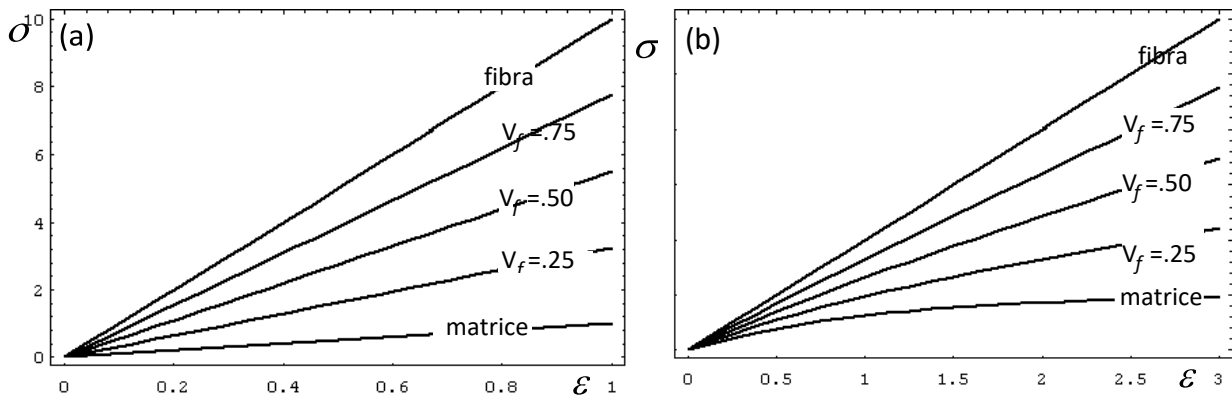 σ (a)
10
8
6
4
2
0
fibra
V_f =.75
V_f =.50
V_f =.25
matrice
0 0.2 0.4 0.6 0.8 ε 1
σ (b)
fibra
V_f =.75
V_f =.50
V_f =.25
matrice
0 0.5 1 1.5 2 ε 2.5 3